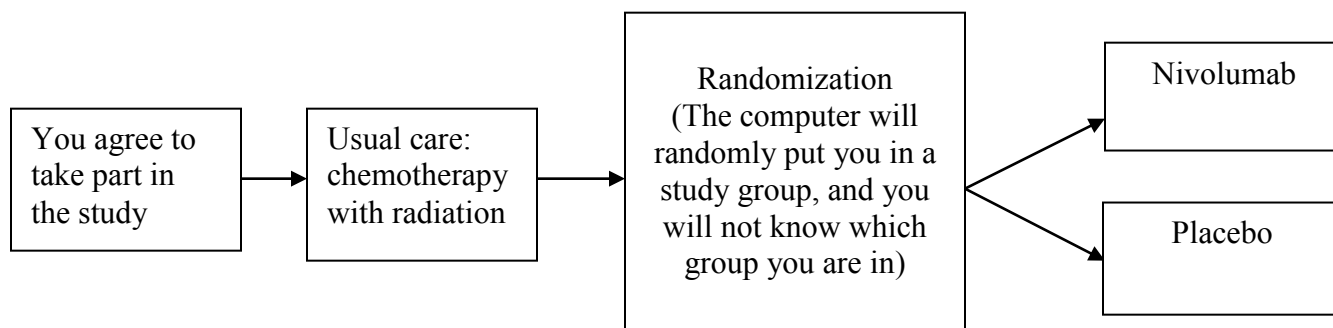 You agree to
take part in
the study
Usual care:
chemotherapy
with radiation
Randomization
(The computer will
randomly put you in a
study group, and you
will not know which
group you are in)
Nivolumab
Placebo